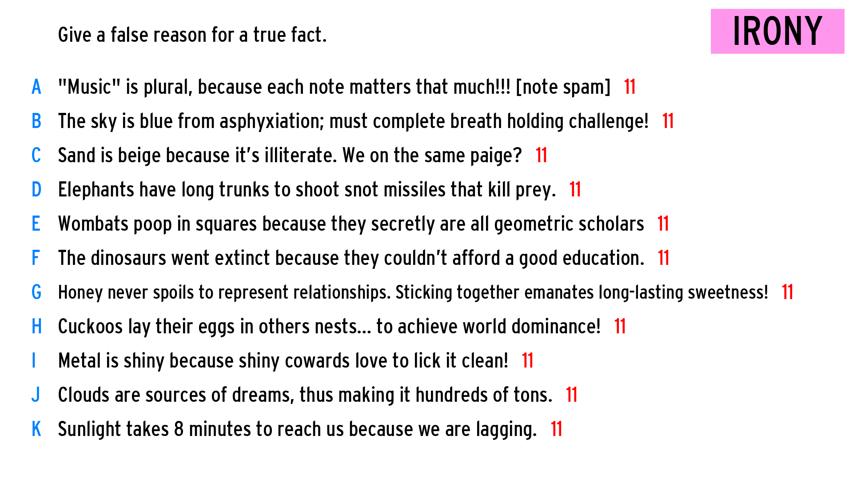 IRONY
Give a false reason for a true fact.
A "Music" is plural, because each note matters that much!!! [note spam] 11
B The sky is blue from asphyxiation; must complete breath holding challenge! 11
C Sand is beige because it's illiterate. We on the same paige? 11
D Elephants have long trunks to shoot snot missiles that kill prey. 11
E Wombats poop in squares because they secretly are all geometric scholars 11
F The dinosaurs went extinct because they couldn't afford a good education. 11
G Honey never spoils to represent relationships. Sticking together emanates long-lasting sweetness! 11
H Cuckoos lay their eggs in others nests... to achieve world dominance! 11
I Metal is shiny because shiny cowards love to lick it clean! 11
J Clouds are sources of dreams, thus making it hundreds of tons. 11
K Sunlight takes 8 minutes to reach us because we are lagging. 11